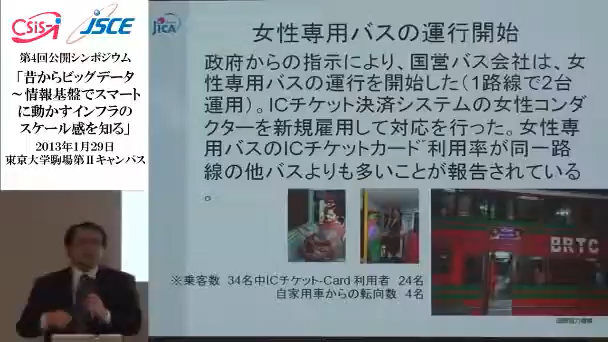 CSiS
JSCE
第4回公開シンポジウム
「昔からビッグデータ
～情報基盤でスマート
に動かすインフラの
スケール感を知る」
2013年1月29日
東京大学駒場第Ⅱキャンパス
JICA
女性専用バスの運行開始
政府からの指示により、国営バス会社は、女
性専用バスの運行を開始した（1路線で2台
運用）。ICチケット決済システムの女性コンダ
クターを新規雇用して対応を行った。女性専
用バスのICチケットカード利用率が同一路
線の他バスよりも多いことが報告されている
。
BRTC
※乗客数 34名中ICチケット-Card利用者 24名
自家用車からの転向数 4名